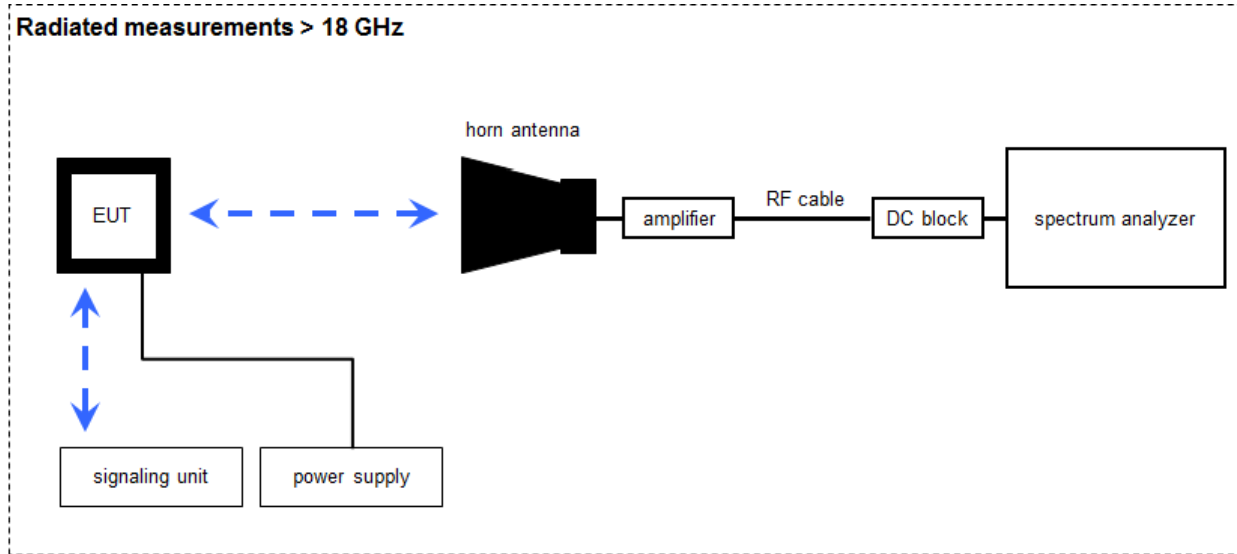 Radiated measurements > 18 GHz
horn antenna
EUT
amplifier
RF cable
DC block
spectrum analyzer
signaling unit
power supply